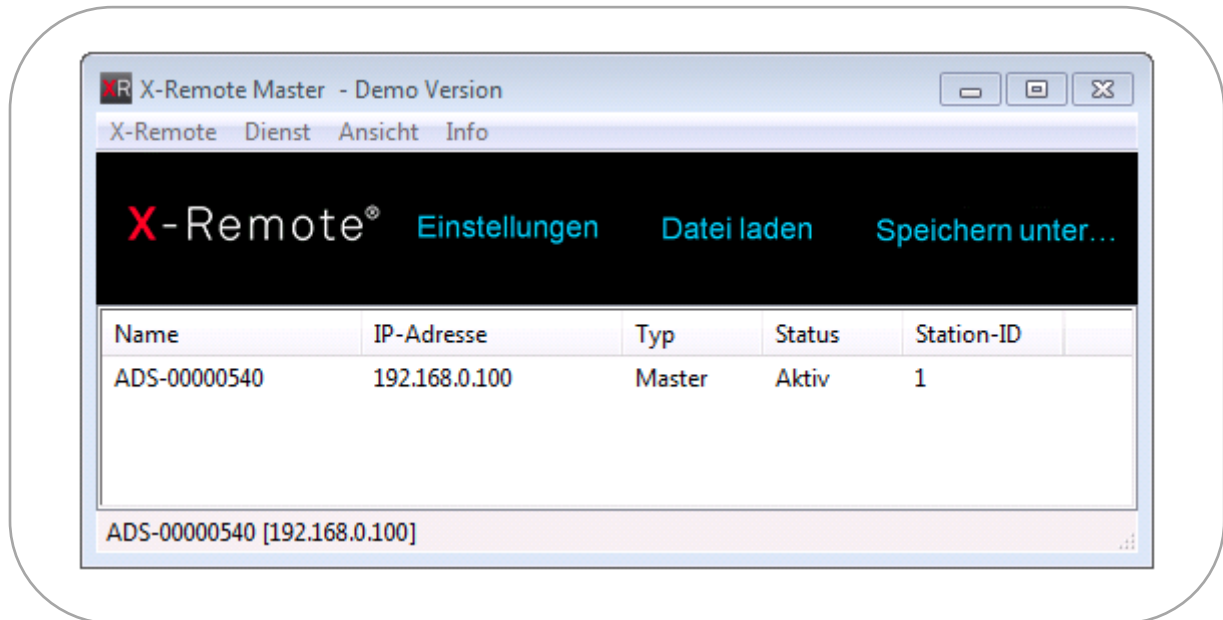 XR X-Remote Master - Demo Version
X-Remote Dienst Ansicht Info
X-Remote® Einstellungen Datei laden Speichern unter...
Name IP-Adresse Typ Status Station-ID
ADS-00000540 192.168.0.100 Master Aktiv 1
ADS-00000540 [192.168.0.100]